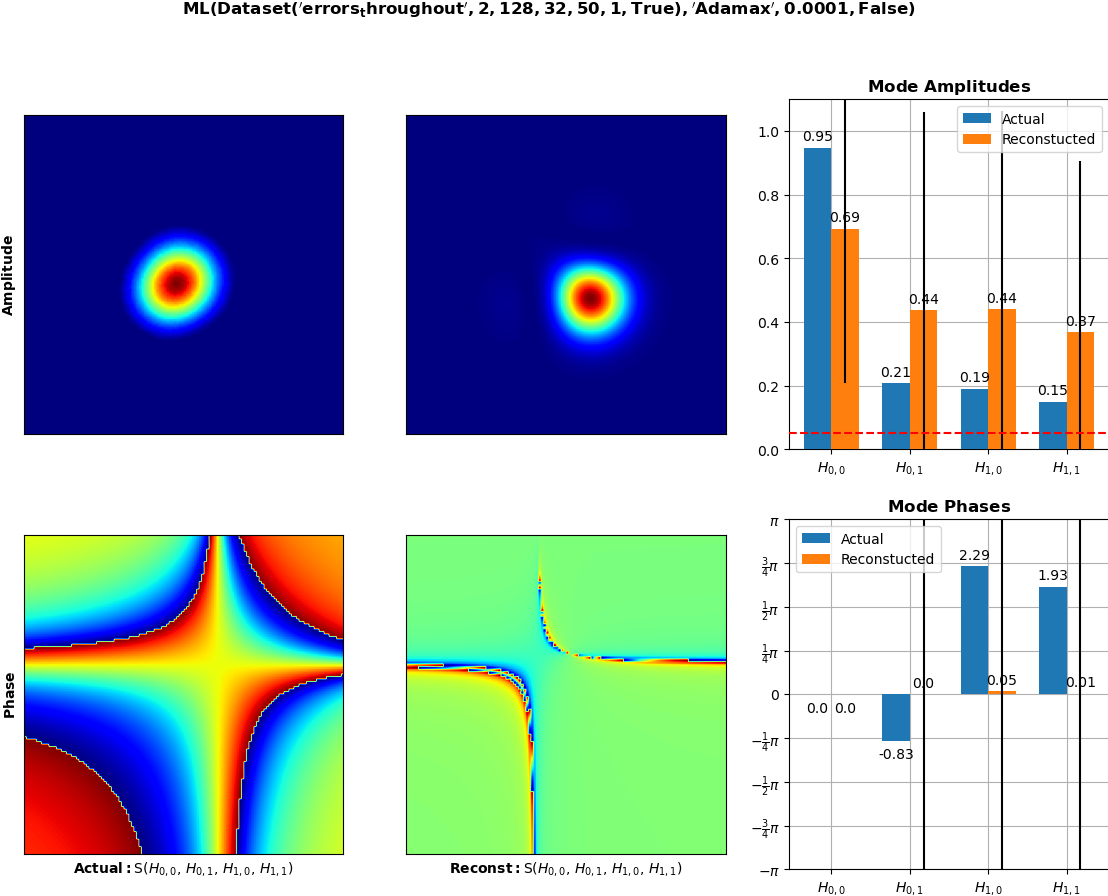 ML(Dataset('errors_throughout', 2, 128, 32, 50, 1, True), 'Adamax', 0.0001, False)
Amplitude
Mode Amplitudes
Actual
Reconstucted
1.0
0.8
0.6
0.4
0.2
0.0
0.95
0.69
0.21
0.44
0.19
0.44
0.15
0.37
H0,0
H0,1
H1,0
H1,1
Phase
Actual: S(H0,0, H0,1, H1,0, H1,1)
Reconst: S(H0,0, H0,1, H1,0, H1,1)
Mode Phases
Actual
Reconstucted
π
3/4π
1/2π
1/4π
0
−1/4π
−1/2π
−3/4π
−π
0.0
0.0
-0.83
0.0
2.29
0.05
1.93
0.01
H0,0
H0,1
H1,0
H1,1